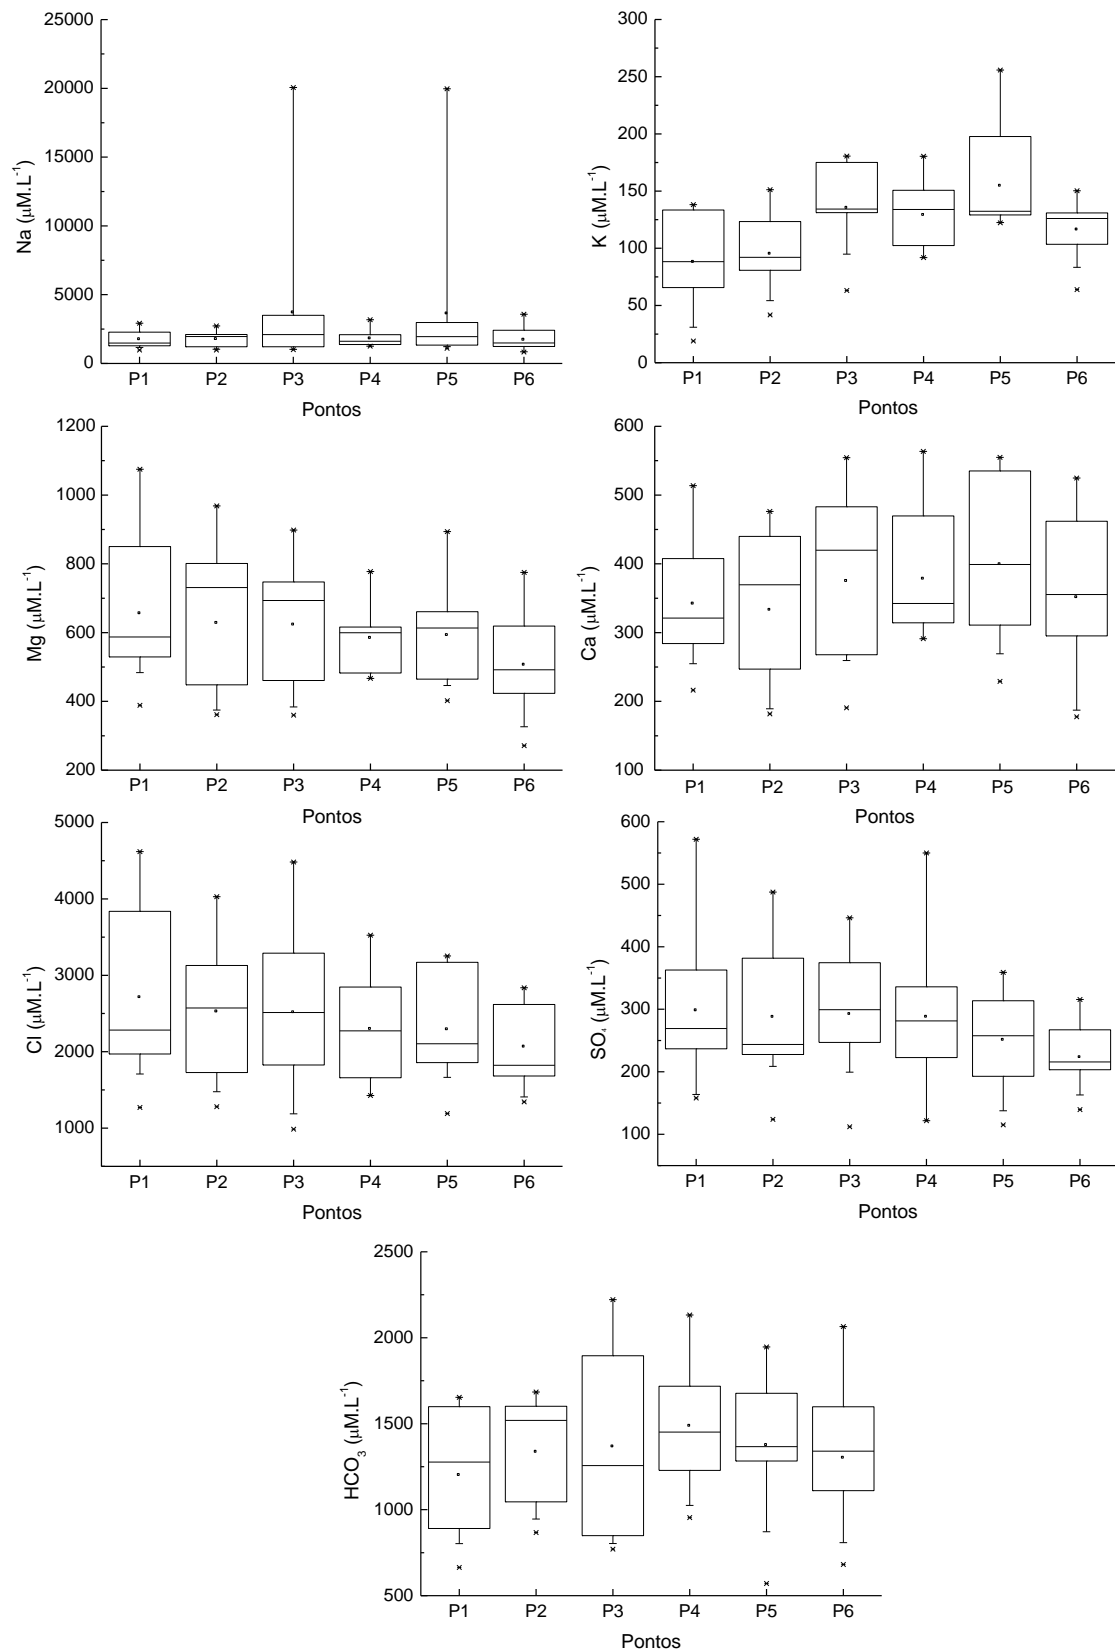 25000
20000
15000
10000
5000
0
Na (μM.L⁻¹)
P1 P2 P3 P4 P5 P6
Pontos
300
250
200
150
100
50
0
K (μM.L⁻¹)
P1 P2 P3 P4 P5 P6
Pontos
1200
1000
800
600
400
200
Mg (μM.L⁻¹)
P1 P2 P3 P4 P5 P6
Pontos
600
500
400
300
200
100
Ca (μM.L⁻¹)
P1 P2 P3 P4 P5 P6
Pontos
5000
4000
3000
2000
1000
Cl (μM.L⁻¹)
P1 P2 P3 P4 P5 P6
Pontos
600
500
400
300
200
100
SO₄ (μM.L⁻¹)
P1 P2 P3 P4 P5 P6
Pontos
2500
2000
1500
1000
500
HCO₃ (μM.L⁻¹)
P1 P2 P3 P4 P5 P6
Pontos